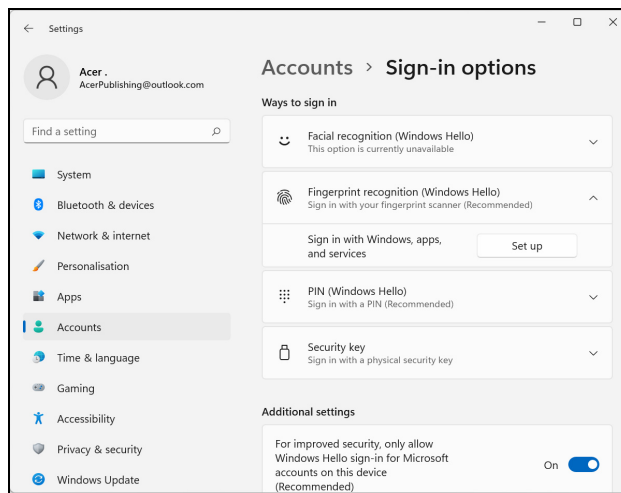 Settings
Acer .
AcerPublishing@outlook.com
Find a setting
System
Bluetooth & devices
Network & internet
Personalisation
Apps
Accounts
Time & language
Gaming
Accessibility
Privacy & security
Windows Update
Accounts > Sign-in options
Ways to sign in
Facial recognition (Windows Hello)
This option is currently unavailable
Fingerprint recognition (Windows Hello)
Sign in with your fingerprint scanner (Recommended)
Sign in with Windows, apps,
and services
Set up
PIN (Windows Hello)
Sign in with a PIN (Recommended)
Security key
Sign in with a physical security key
Additional settings
For improved security, only allow
Windows Hello sign-in for Microsoft
accounts on this device
(Recommended)
On